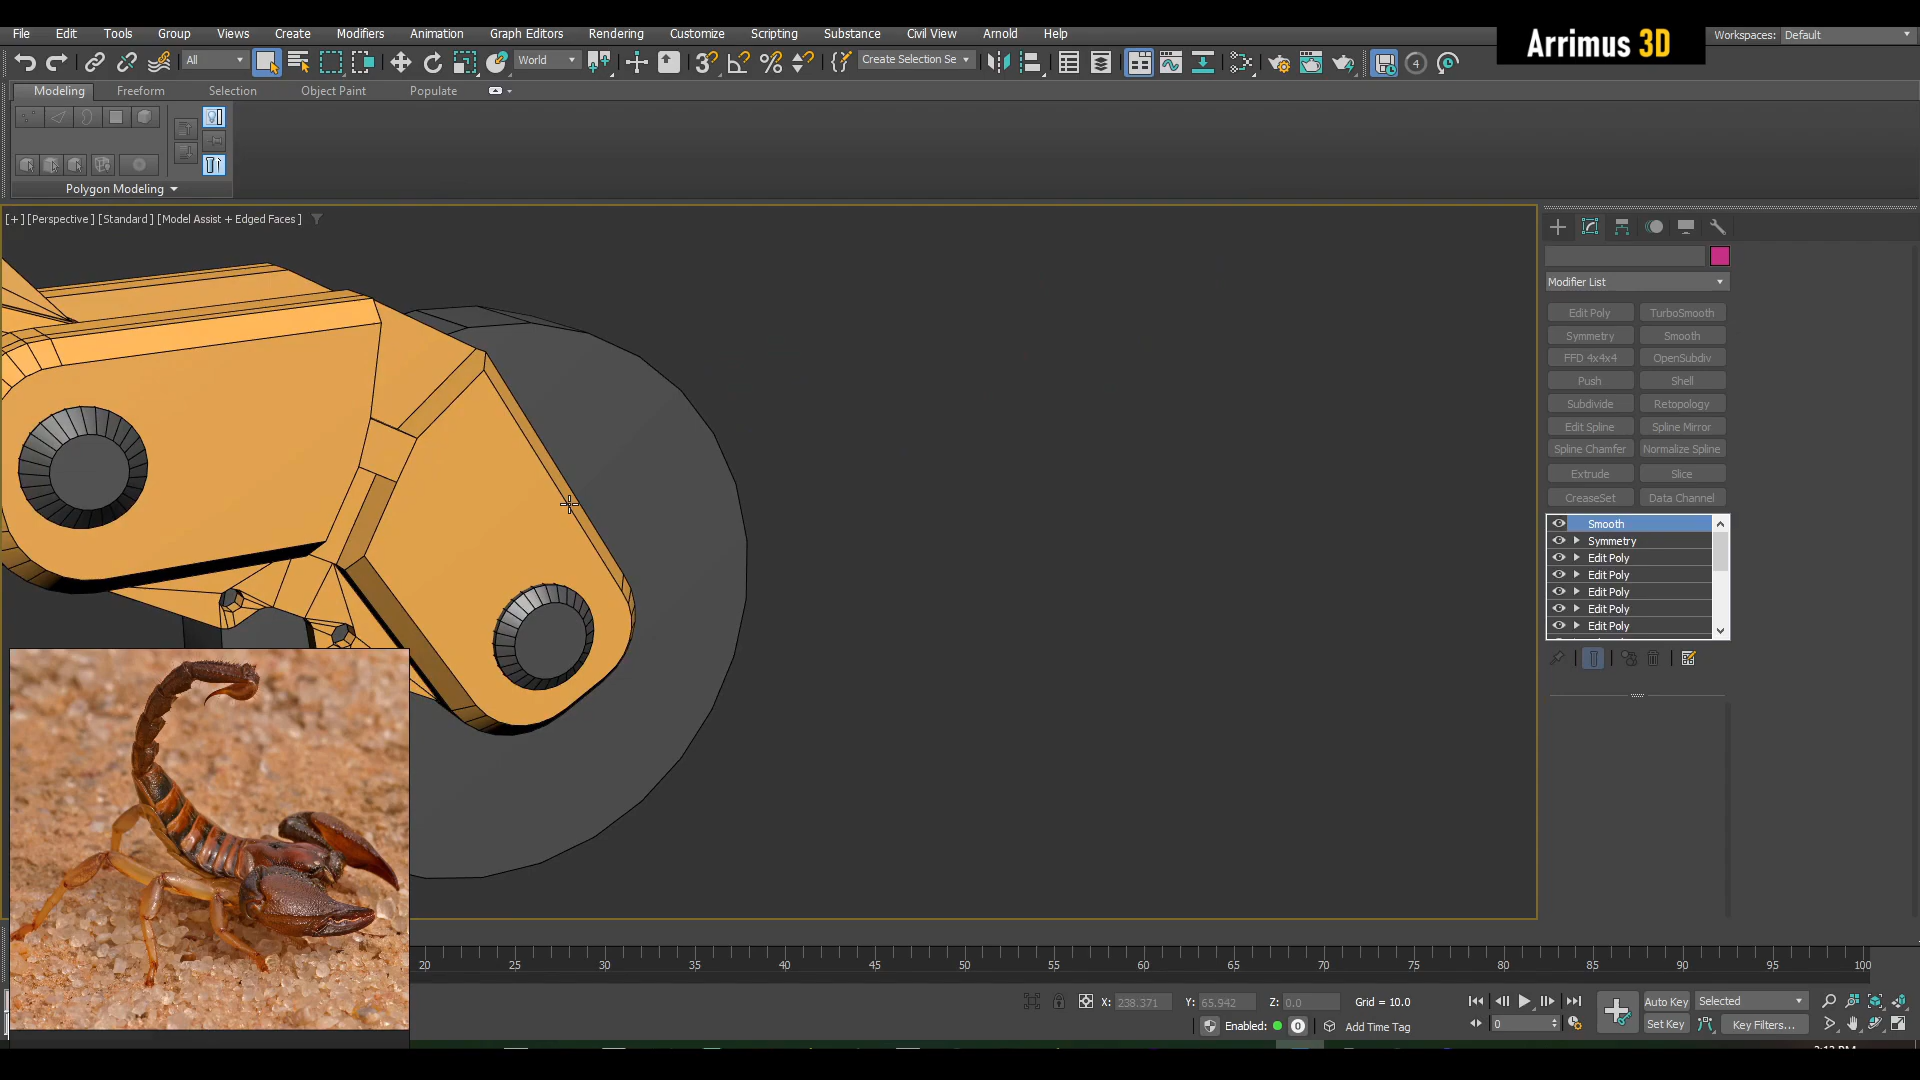 File Edit Tools Group Views Create Modifiers Animation Graph Editors Rendering Customize Scripting Substance Civil View Arnold Help
Arrimus 3D
Workspaces: Default
All World Create Selection Se
4
Modeling Freeform Selection Object Paint Populate
Polygon Modeling
[+] [Perspective] [Standard] [Model Assist + Edged Faces]
Modifier List
Edit Poly TurboSmooth
Symmetry Smooth
FFD 4x4x4 OpenSubdiv
Push Shell
Subdivide Retopology
Edit Spline Spline Mirror
Spline Chamfer Normalize Spline
Extrude Slice
CreaseSet Data Channel
Smooth
Symmetry
Edit Poly
Edit Poly
Edit Poly
Edit Poly
Edit Poly
20 25 30 35 40 45 50 55 60 65 70 75 80 85 90 95 100
X: 238.371 Y: 65.942 Z: 0.0 Grid = 10.0
Auto Key Selected
Enabled: 0 Add Time Tag
0 Set Key Key Filters...